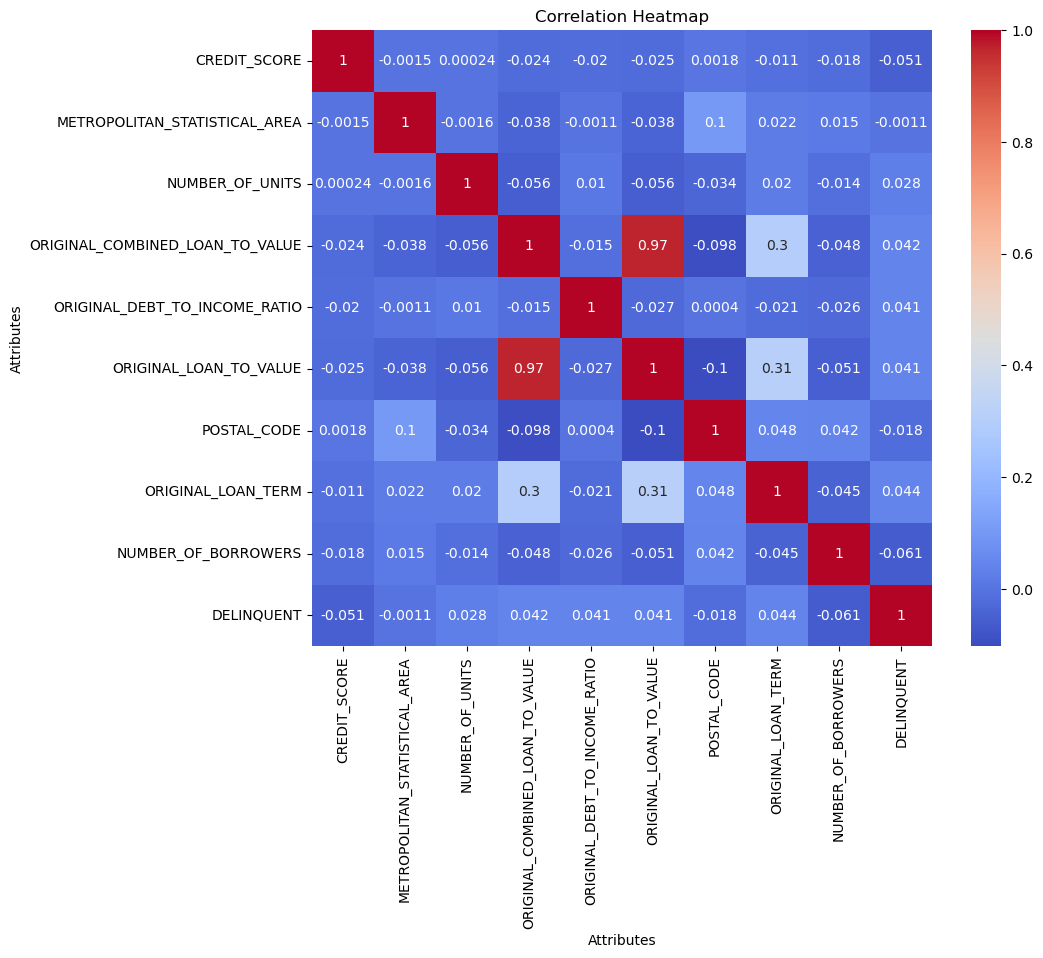 Correlation Heatmap
CREDIT_SCORE 1 -0.0015 0.00024 -0.024 -0.02 -0.025 0.0018 -0.011 -0.018 -0.051
METROPOLITAN_STATISTICAL_AREA -0.0015 1 -0.0016 -0.038 -0.0011 -0.038 0.1 0.022 0.015 -0.0011
NUMBER_OF_UNITS 0.00024 -0.0016 1 -0.056 0.01 -0.056 -0.034 0.02 -0.014 0.028
ORIGINAL_COMBINED_LOAN_TO_VALUE -0.024 -0.038 -0.056 1 -0.015 0.97 -0.098 0.3 -0.048 0.042
ORIGINAL_DEBT_TO_INCOME_RATIO -0.02 -0.0011 0.01 -0.015 1 -0.027 0.0004 -0.021 -0.026 0.041
ORIGINAL_LOAN_TO_VALUE -0.025 -0.038 -0.056 0.97 -0.027 1 -0.1 0.31 -0.051 0.041
POSTAL_CODE 0.0018 0.1 -0.034 -0.098 0.0004 -0.1 1 0.048 0.042 -0.018
ORIGINAL_LOAN_TERM -0.011 0.022 0.02 0.3 -0.021 0.31 0.048 1 -0.045 0.044
NUMBER_OF_BORROWERS -0.018 0.015 -0.014 -0.048 -0.026 -0.051 0.042 -0.045 1 -0.061
DELINQUENT -0.051 -0.0011 0.028 0.042 0.041 0.041 -0.018 0.044 -0.061 1
Attributes
CREDIT_SCORE
METROPOLITAN_STATISTICAL_AREA
NUMBER_OF_UNITS
ORIGINAL_COMBINED_LOAN_TO_VALUE
ORIGINAL_DEBT_TO_INCOME_RATIO
ORIGINAL_LOAN_TO_VALUE
POSTAL_CODE
ORIGINAL_LOAN_TERM
NUMBER_OF_BORROWERS
DELINQUENT
Attributes
1.0
0.8
0.6
0.4
0.2
0.0